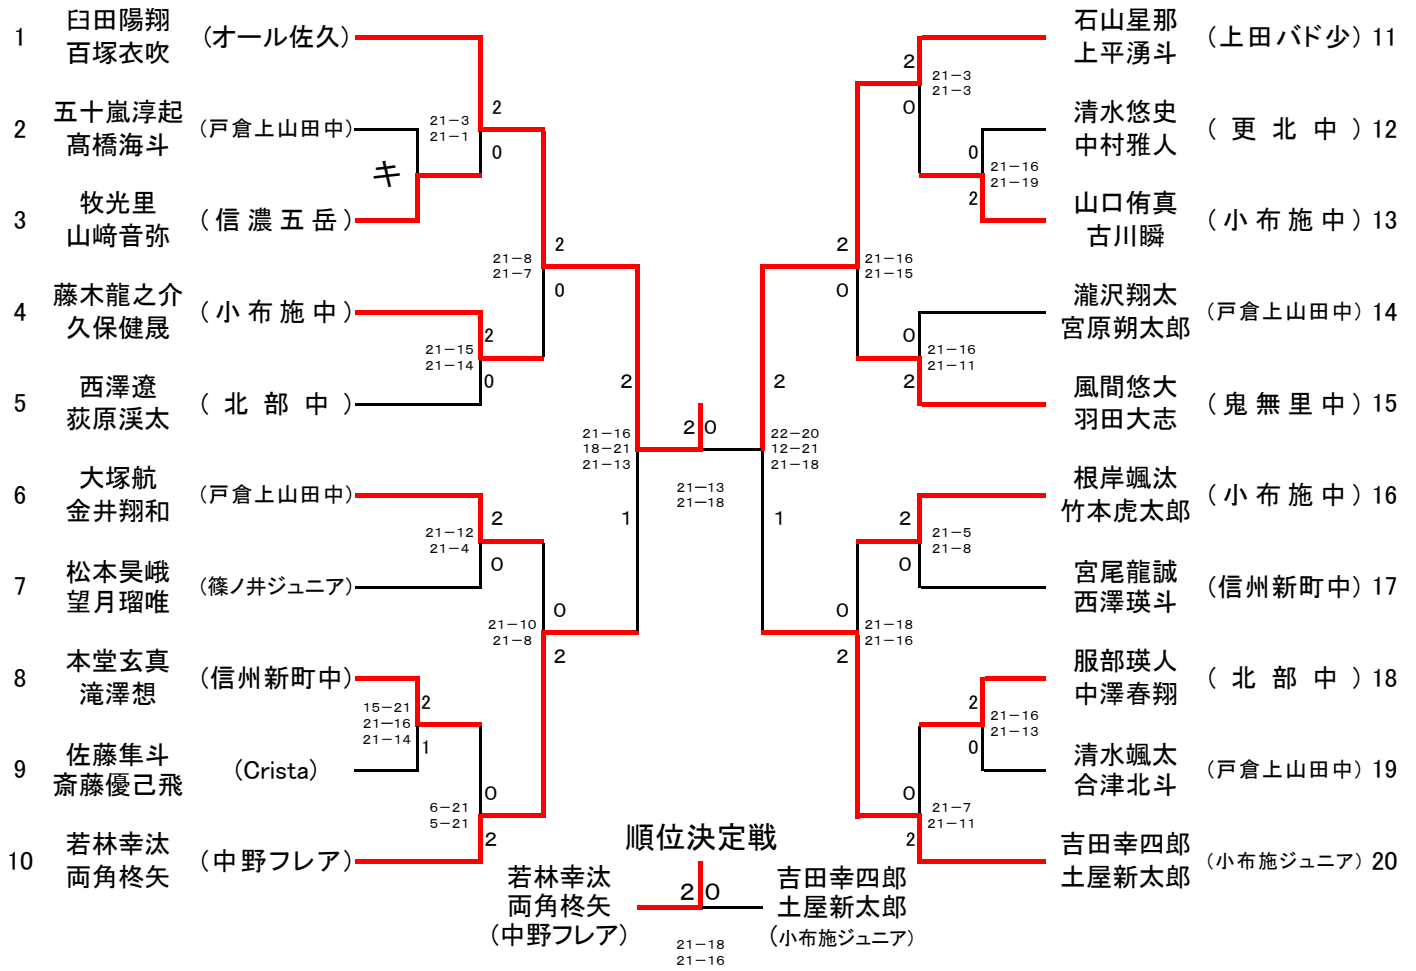 1 臼田陽翔 百塚衣吹 (オール佐久)
2 五十嵐淳起 髙橋海斗 (戸倉上山田中)
3 牧光里 山﨑音弥 (信濃五岳)
4 藤木龍之介 久保健晟 (小布施中)
5 西澤遼 荻原渓太 (北部中)
6 大塚航 金井翔和 (戸倉上山田中)
7 松本昊峨 望月瑠唯 (篠ノ井ジュニア)
8 本堂玄真 滝澤想 (信州新町中)
9 佐藤隼斗 斎藤優己飛 (Crista)
10 若林幸汰 両角柊矢 (中野フレア)
2
21-3
21-1
0
キ
2
21-8
21-7
0
2
21-15
21-14
0
2
21-16
18-21
21-13
1
2
21-12
21-4
0
0
21-10
21-8
2
2
15-21
21-16
21-14
1
0
6-21
5-21
2
2 0
21-13
21-18
石山星那 上平湧斗 (上田バド少) 11
清水悠史 中村雅人 (更北中) 12
山口侑真 古川瞬 (小布施中) 13
瀧沢翔太 宮原朔太郎 (戸倉上山田中) 14
風間悠大 羽田大志 (鬼無里中) 15
根岸颯汰 竹本虎太郎 (小布施中) 16
宮尾龍誠 西澤瑛斗 (信州新町中) 17
服部瑛人 中澤春翔 (北部中) 18
清水颯太 合津北斗 (戸倉上山田中) 19
吉田幸四郎 土屋新太郎 (小布施ジュニア) 20
2
21-3
21-3
0
0
21-16
21-19
2
2
21-16
21-15
0
0
21-16
21-11
2
2
22-20
12-21
21-18
1
2
21-5
21-8
0
0
21-18
21-16
2
2
21-16
21-13
0
0
21-7
21-11
2
順位決定戦
若林幸汰
両角柊矢
(中野フレア)
2 0
21-18
21-16
吉田幸四郎
土屋新太郎
(小布施ジュニア)